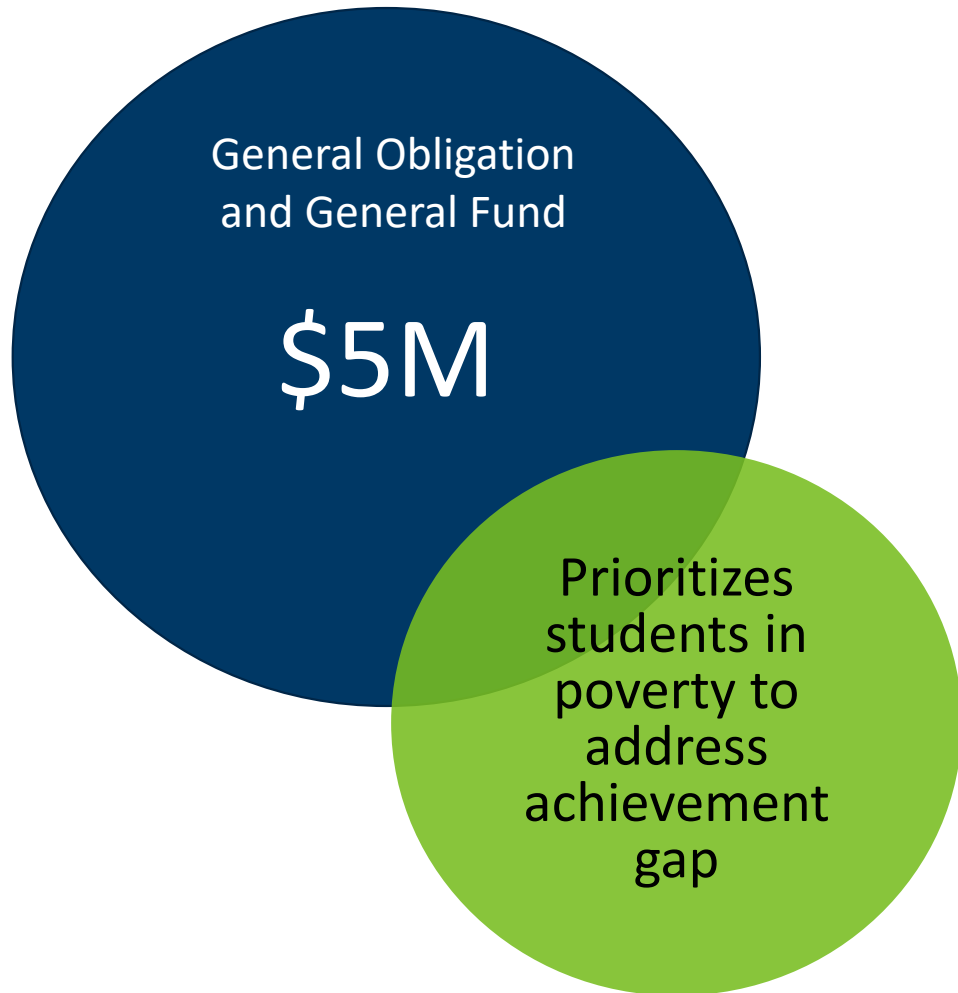 General Obligation
and General Fund
$5M
Prioritizes
students in
poverty to
address
achievement
gap